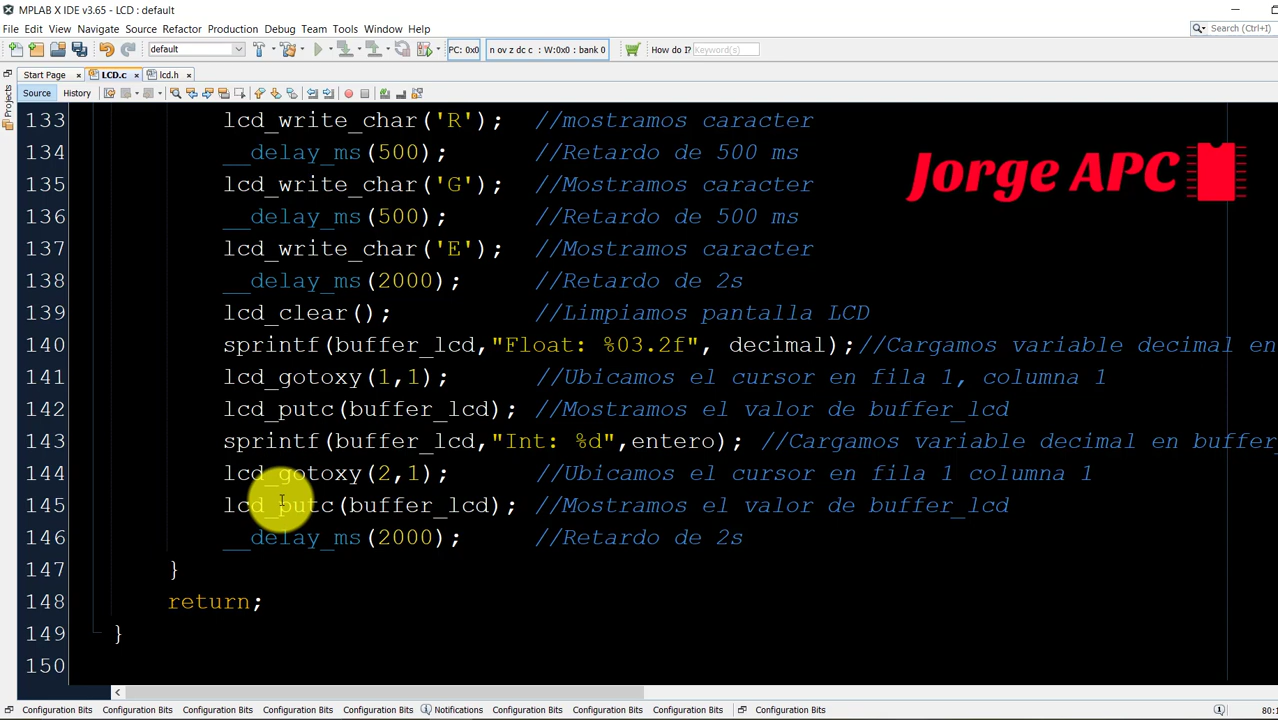 MPLAB X IDE v3.65 - LCD : default
File Edit View Navigate Source Refactor Production Debug Team Tools Window Help
Search (Ctrl+I)
default
PC: 0x0
n ov z dc c : W:0x0 : bank 0
How do I? Keyword(s)
Start Page
LCD.c
lcd.h
Projects
Source History
133 lcd_write_char('R'); //mostramos caracter
134 __delay_ms(500); //Retardo de 500 ms
135 lcd_write_char('G'); //Mostramos caracter
136 __delay_ms(500); //Retardo de 500 ms
137 lcd_write_char('E'); //Mostramos caracter
138 __delay_ms(2000); //Retardo de 2s
139 lcd_clear(); //Limpiamos pantalla LCD
140 sprintf(buffer_lcd,"Float: %03.2f", decimal);//Cargamos variable decimal en
141 lcd_gotoxy(1,1); //Ubicamos el cursor en fila 1, columna 1
142 lcd_putc(buffer_lcd); //Mostramos el valor de buffer_lcd
143 sprintf(buffer_lcd,"Int: %d",entero); //Cargamos variable decimal en buffer_
144 lcd_gotoxy(2,1); //Ubicamos el cursor en fila 1 columna 1
145 lcd_putc(buffer_lcd); //Mostramos el valor de buffer_lcd
146 __delay_ms(2000); //Retardo de 2s
147 }
148 return;
149 }
150
Jorge APC
Configuration Bits Configuration Bits Configuration Bits Configuration Bits Configuration Bits Notifications Configuration Bits Configuration Bits Configuration Bits Configuration Bits 80:1